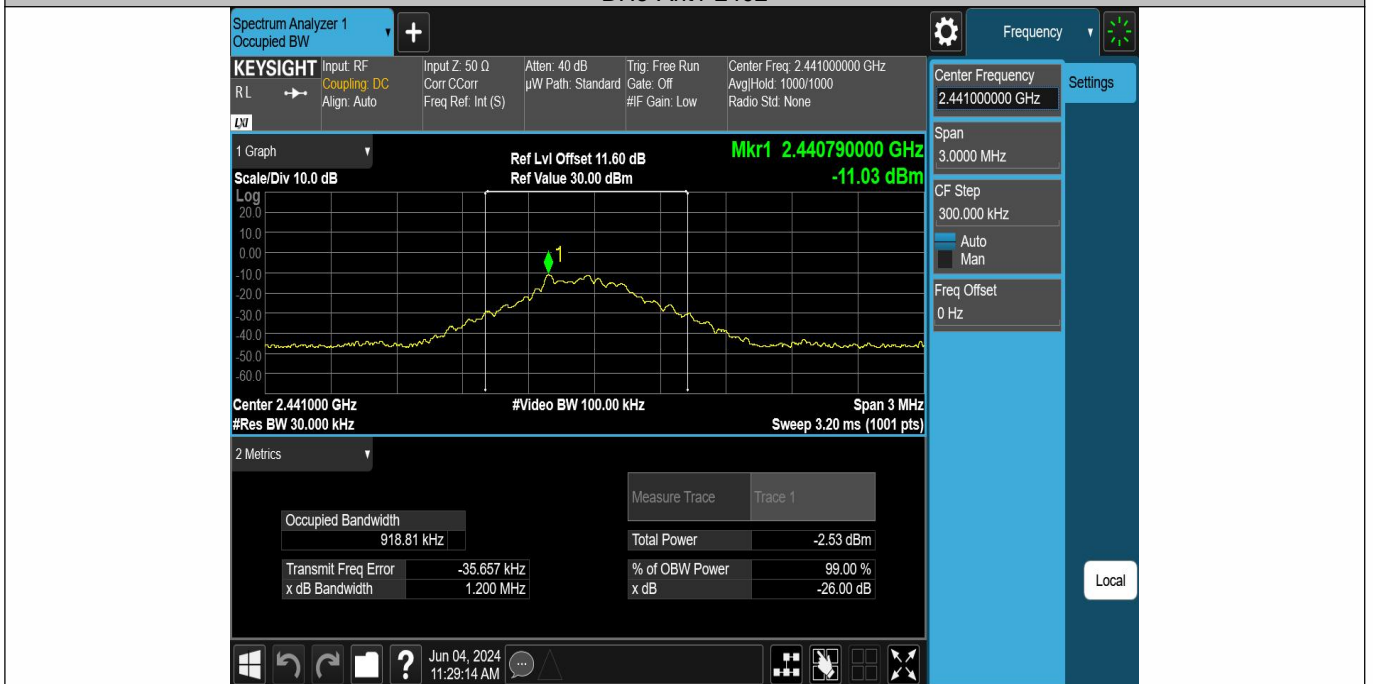 Spectrum Analyzer 1
Occupied BW
+
Frequency
KEYSIGHT
R L
LXI
Input: RF
Coupling: DC
Align: Auto
Input Z: 50 Ω
Corr CCorr
Freq Ref: Int (S)
Atten: 40 dB
µW Path: Standard
Trig: Free Run
Gate: Off
#IF Gain: Low
Center Freq: 2.441000000 GHz
Avg|Hold: 1000/1000
Radio Std: None
Center Frequency
2.441000000 GHz
Settings
Span
3.0000 MHz
CF Step
300.000 kHz
Auto
Man
Freq Offset
0 Hz
Local
1 Graph
Scale/Div 10.0 dB
Ref Lvl Offset 11.60 dB
Ref Value 30.00 dBm
Mkr1 2.440790000 GHz
-11.03 dBm
Log
20.0
10.0
0.00
-10.0
-20.0
-30.0
-40.0
-50.0
-60.0
1
Center 2.441000 GHz
#Res BW 30.000 kHz
#Video BW 100.00 kHz
Span 3 MHz
Sweep 3.20 ms (1001 pts)
2 Metrics
Measure Trace Trace 1
Occupied Bandwidth
918.81 kHz
Total Power -2.53 dBm
Transmit Freq Error -35.657 kHz
% of OBW Power 99.00 %
x dB Bandwidth 1.200 MHz
x dB -26.00 dB
?
Jun 04, 2024
11:29:14 AM